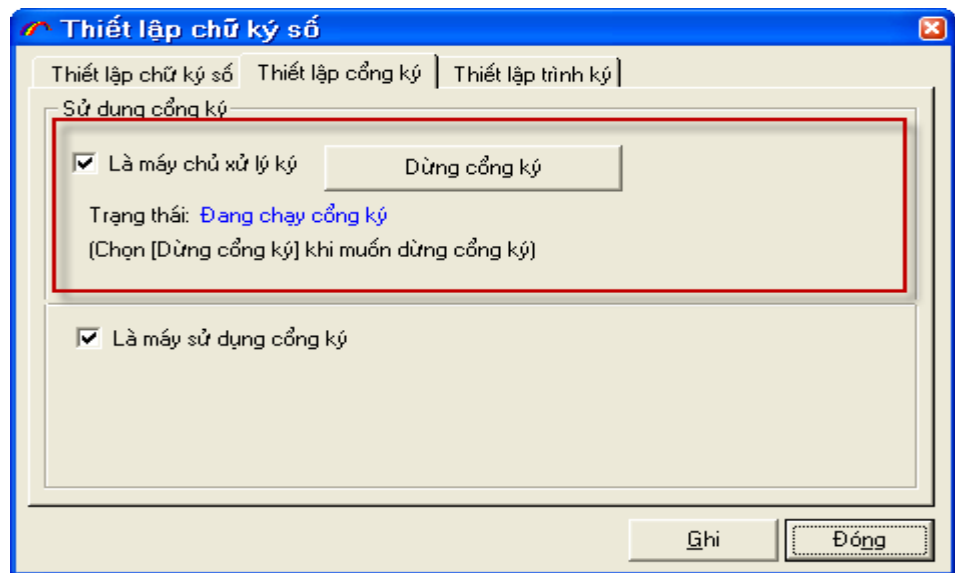 Thiết lập chữ ký số
Thiết lập chữ ký số Thiết lập cổng ký Thiết lập trình ký
Sử dụng cổng ký
Là máy chủ xử lý ký Dừng cổng ký
Trạng thái: Đang chạy cổng ký
(Chọn [Dừng cổng ký] khi muốn dừng cổng ký)
Là máy sử dụng cổng ký
Ghi Đóng